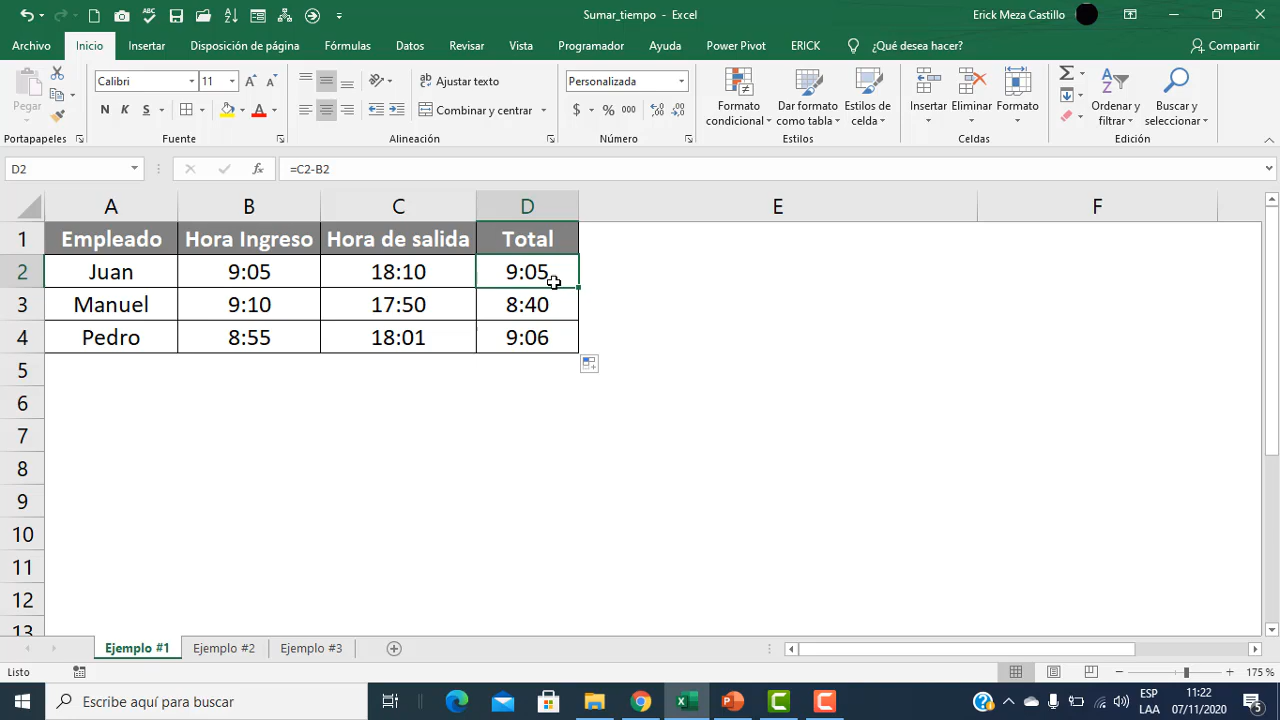 Sumar_tiempo - Excel
Erick Meza Castillo
Archivo Inicio Insertar Disposición de página Fórmulas Datos Revisar Vista Programador Ayuda Power Pivot ERICK ¿Qué desea hacer? Compartir
Pegar
Calibri 11
N K S
Ajustar texto
Combinar y centrar
Personalizada
$ % 000
Formato condicional
Dar formato como tabla
Estilos de celda
Insertar
Eliminar
Formato
Ordenar y filtrar
Buscar y seleccionar
Portapapeles Fuente Alineación Número Estilos Celdas Edición
D2 fx =C2-B2
A B C D E F
1 Empleado Hora Ingreso Hora de salida Total
2 Juan 9:05 18:10 9:05
3 Manuel 9:10 17:50 8:40
4 Pedro 8:55 18:01 9:06
5
6
7
8
9
10
11
12
13
Ejemplo #1 Ejemplo #2 Ejemplo #3
Listo
175 %
Escribe aquí para buscar
ESP
LAA
11:22
07/11/2020